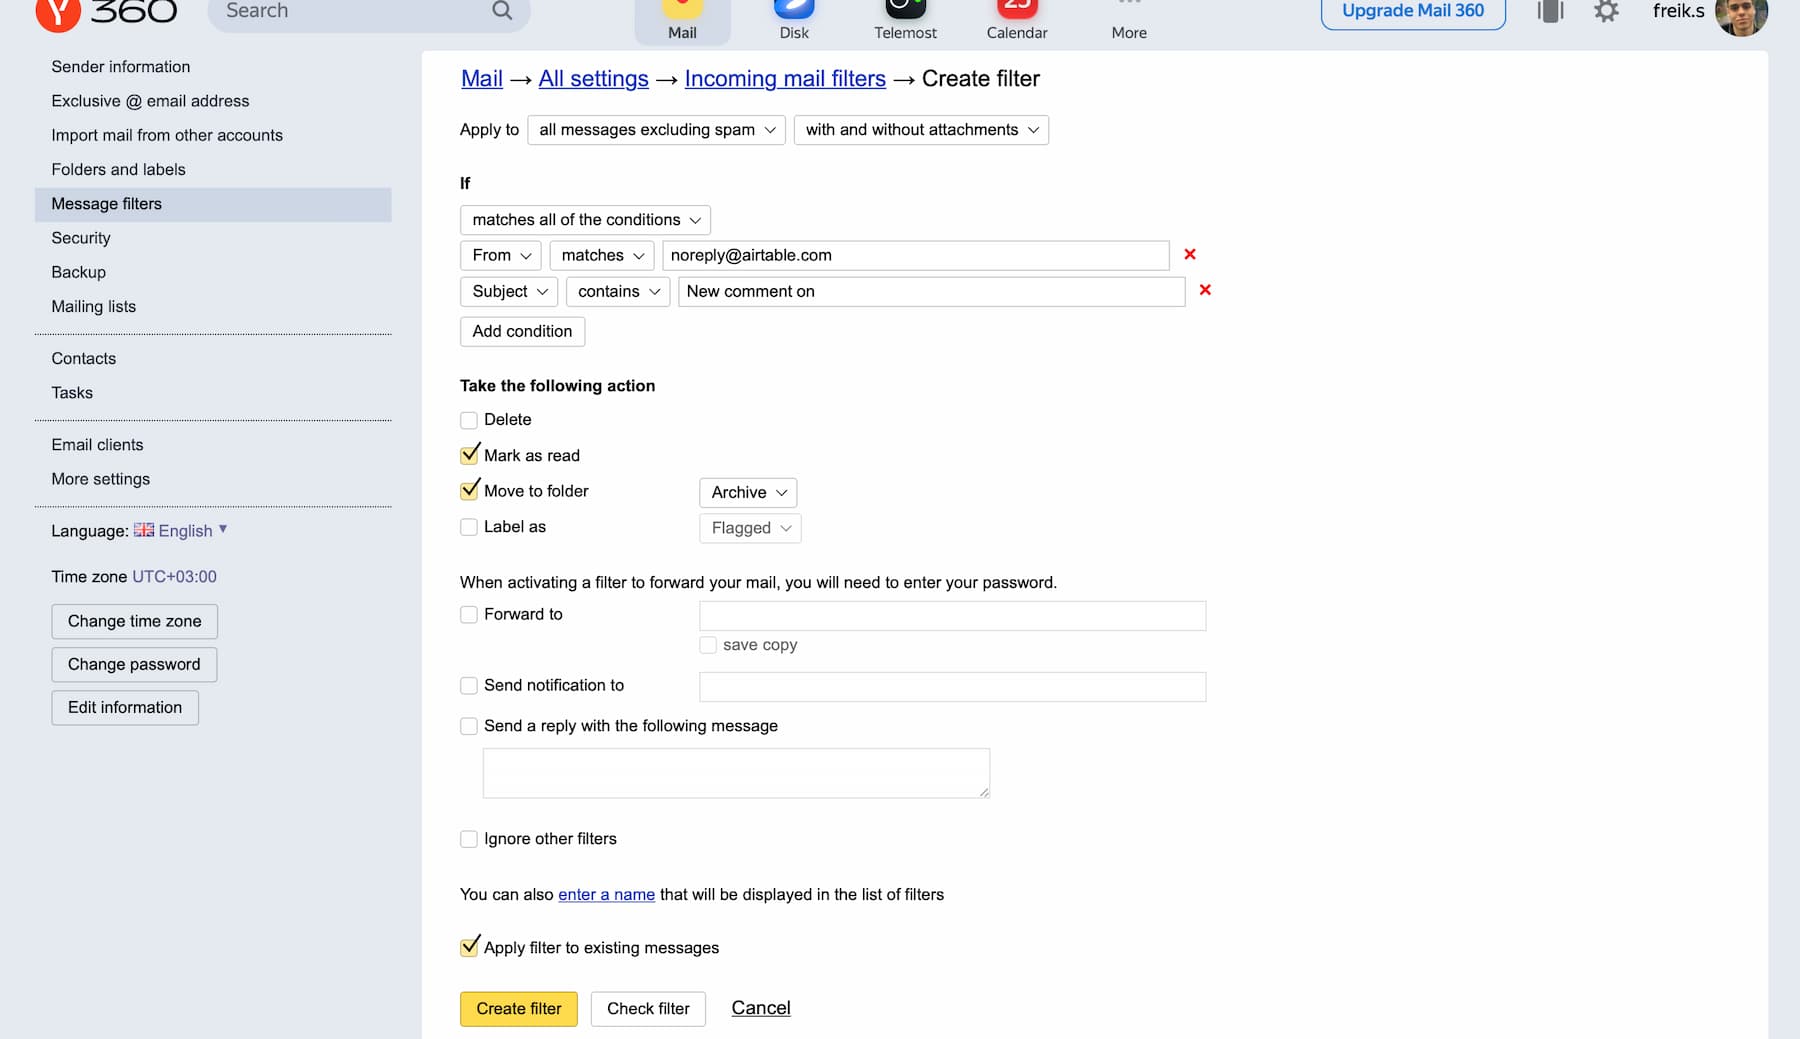 Y 360
Search
Mail
Disk
Telemost
25
Calendar
More
Upgrade Mail 360
freik.s
Sender information
Exclusive @ email address
Import mail from other accounts
Folders and labels
Message filters
Security
Backup
Mailing lists
Contacts
Tasks
Email clients
More settings
Language: English
Time zone UTC+03:00
Change time zone
Change password
Edit information
Mail → All settings → Incoming mail filters → Create filter
Apply to all messages excluding spam with and without attachments
If
matches all of the conditions
From matches noreply@airtable.com
Subject contains New comment on
Add condition
Take the following action
Delete
Mark as read
Move to folder Archive
Label as Flagged
When activating a filter to forward your mail, you will need to enter your password.
Forward to
save copy
Send notification to
Send a reply with the following message
Ignore other filters
You can also enter a name that will be displayed in the list of filters
Apply filter to existing messages
Create filter Check filter Cancel